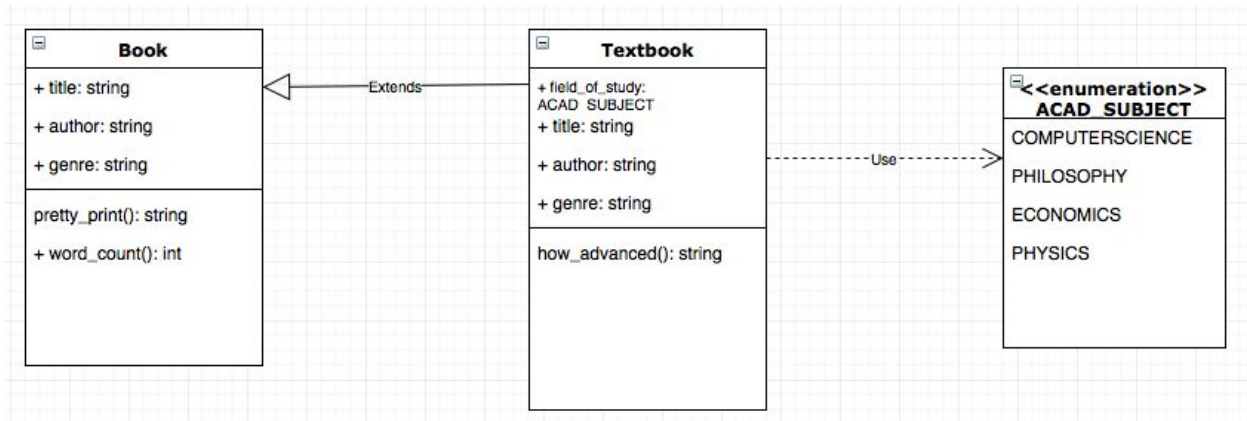 Book
+ title: string
+ author: string
+ genre: string
pretty_print(): string
+ word_count(): int
Extends
Textbook
+ field_of_study:
ACAD_SUBJECT
+ title: string
+ author: string
+ genre: string
how_advanced(): string
Use
<<enumeration>>
ACAD_SUBJECT
COMPUTERSCIENCE
PHILOSOPHY
ECONOMICS
PHYSICS